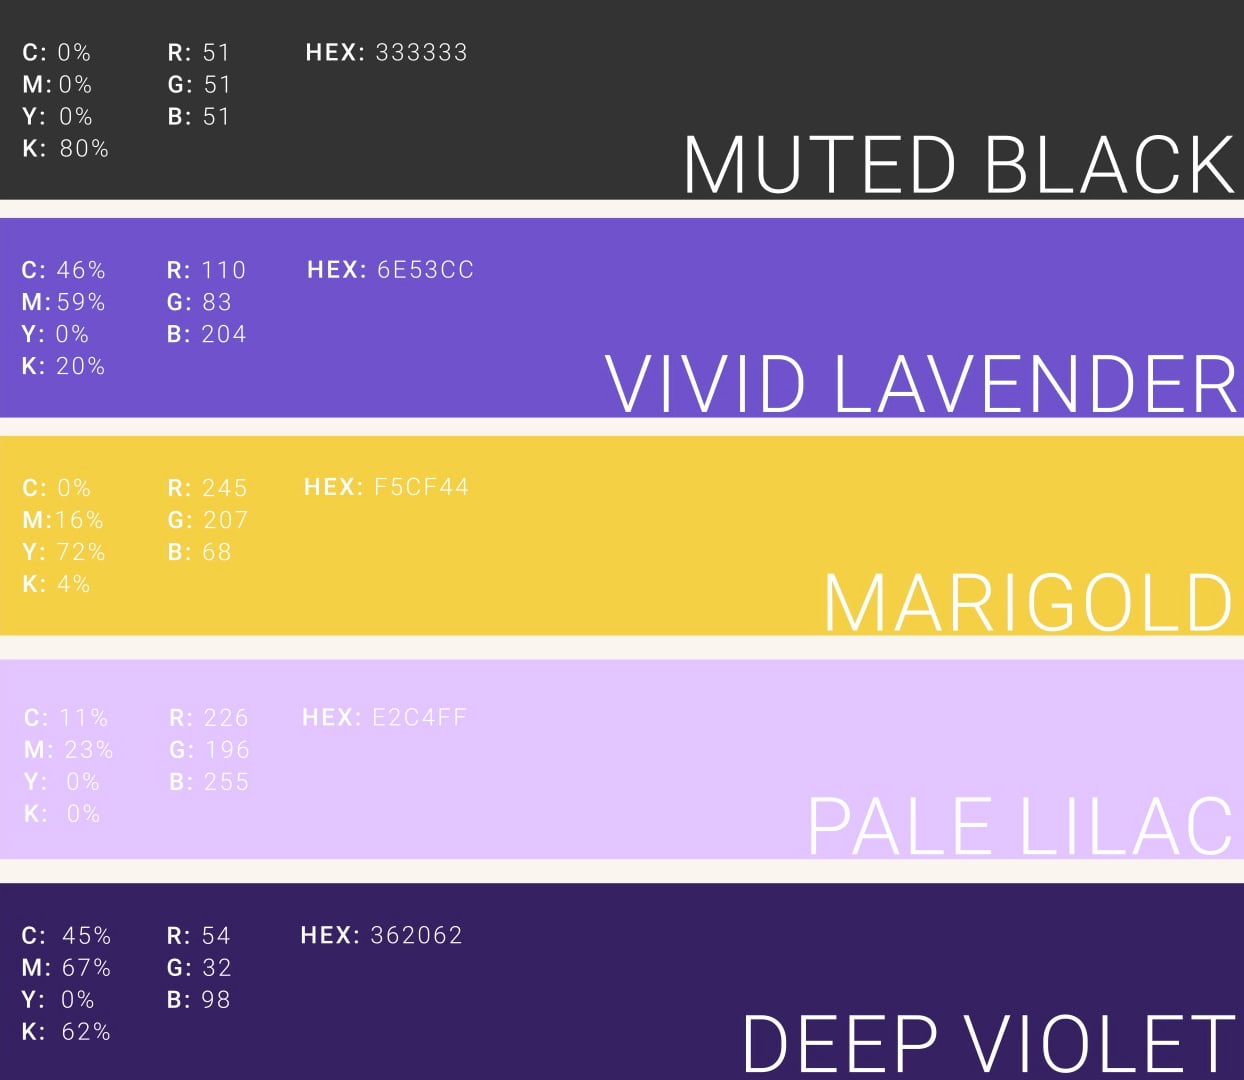 C: 0% R: 51 HEX: 333333
M: 0% G: 51
Y: 0% B: 51
K: 80%
MUTED BLACK
C: 46% R: 110 HEX: 6E53CC
M: 59% G: 83
Y: 0% B: 204
K: 20%
VIVID LAVENDER
C: 0% R: 245 HEX: F5CF44
M:16% G: 207
Y: 72% B: 68
K: 4%
MARIGOLD
C: 11% R: 226 HEX: E2C4FF
M: 23% G: 196
Y: 0% B: 255
K: 0%
PALE LILAC
C: 45% R: 54 HEX: 362062
M: 67% G: 32
Y: 0% B: 98
K: 62%
DEEP VIOLET